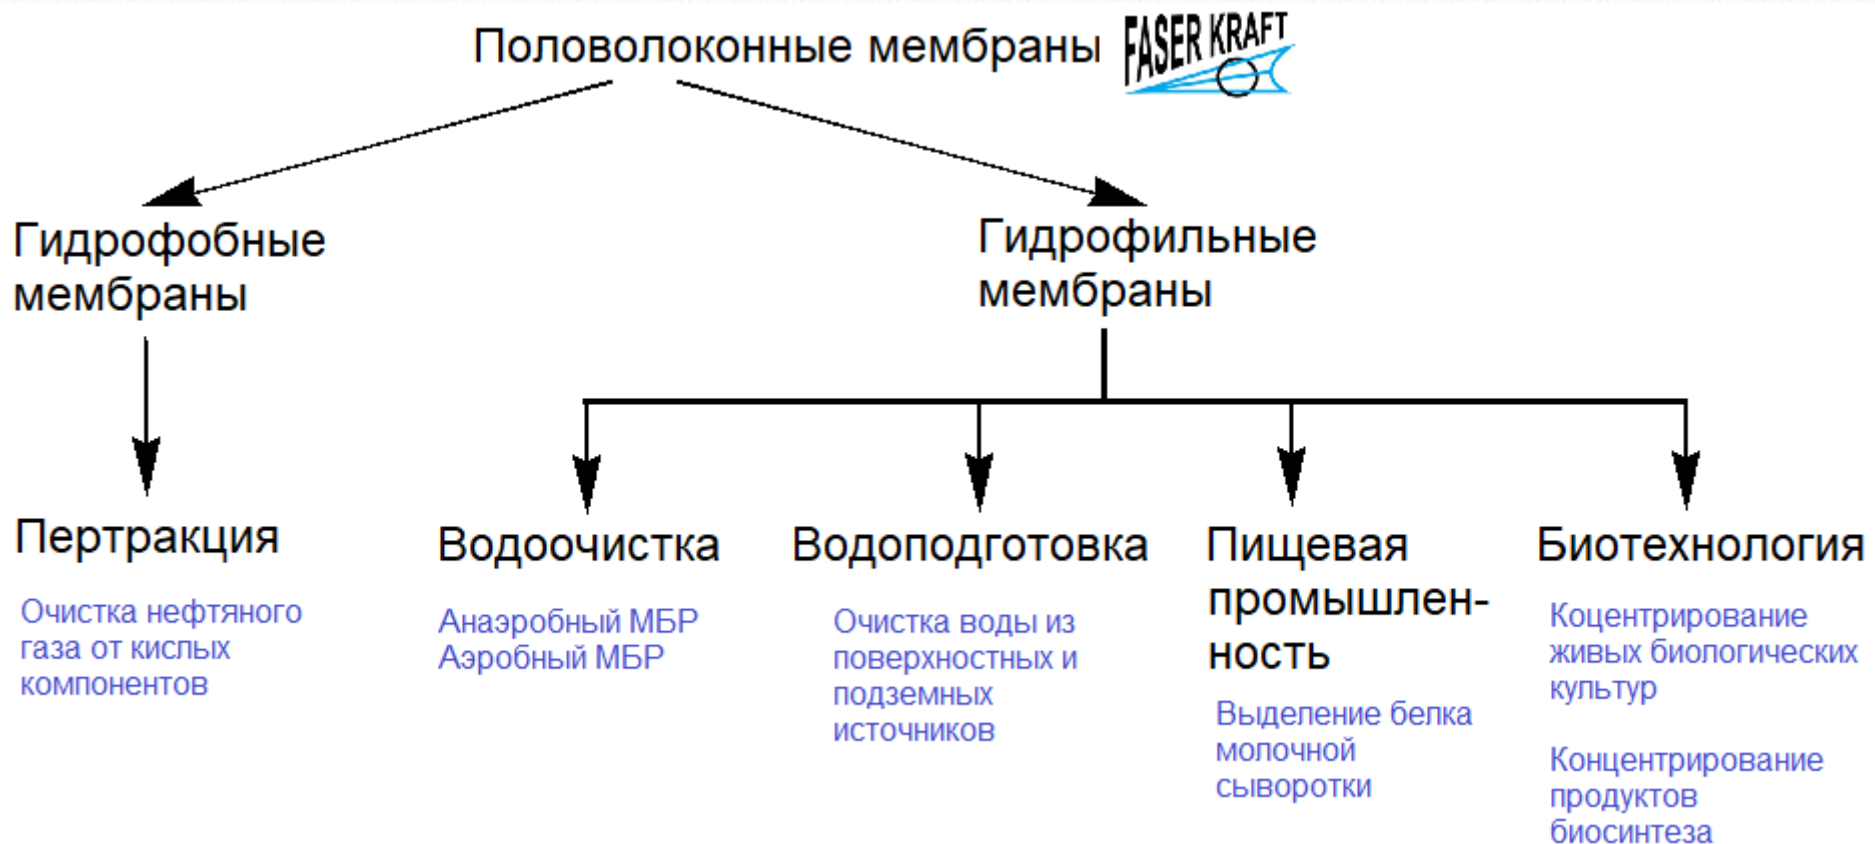 Половолоконные мембраны
FASER KRAFT
Гидрофобные
мембраны
Гидрофильные
мембраны
Пертракция
Очистка нефтяного
газа от кислых
компонентов
Водоочистка
Анаэробный МБР
Аэробный МБР
Водоподготовка
Очистка воды из
поверхностных и
подземных
источников
Пищевая
промышлен-
ность
Выделение белка
молочной
сыворотки
Биотехнология
Коцентрирование
живых биологических
культур
Концентрирование
продуктов
биосинтеза